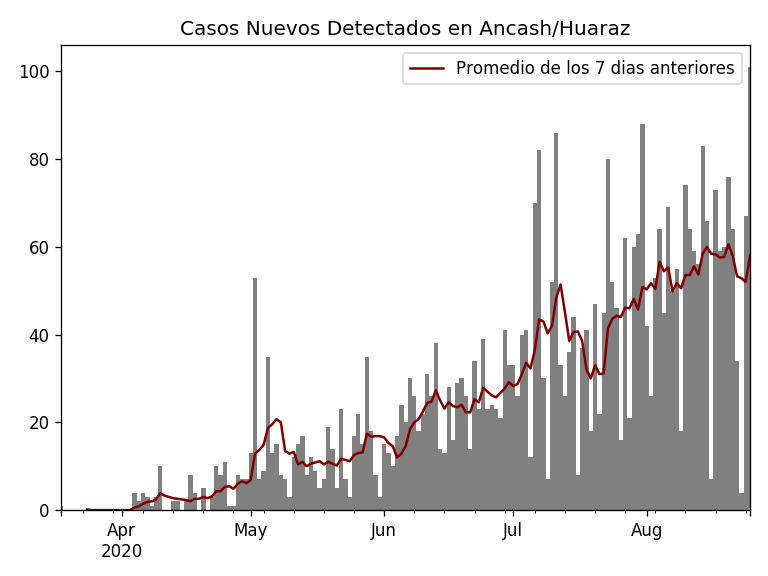 Casos Nuevos Detectados en Ancash/Huaraz
Promedio de los 7 dias anteriores
100
80
60
40
20
0
Apr May Jun Jul Aug
2020